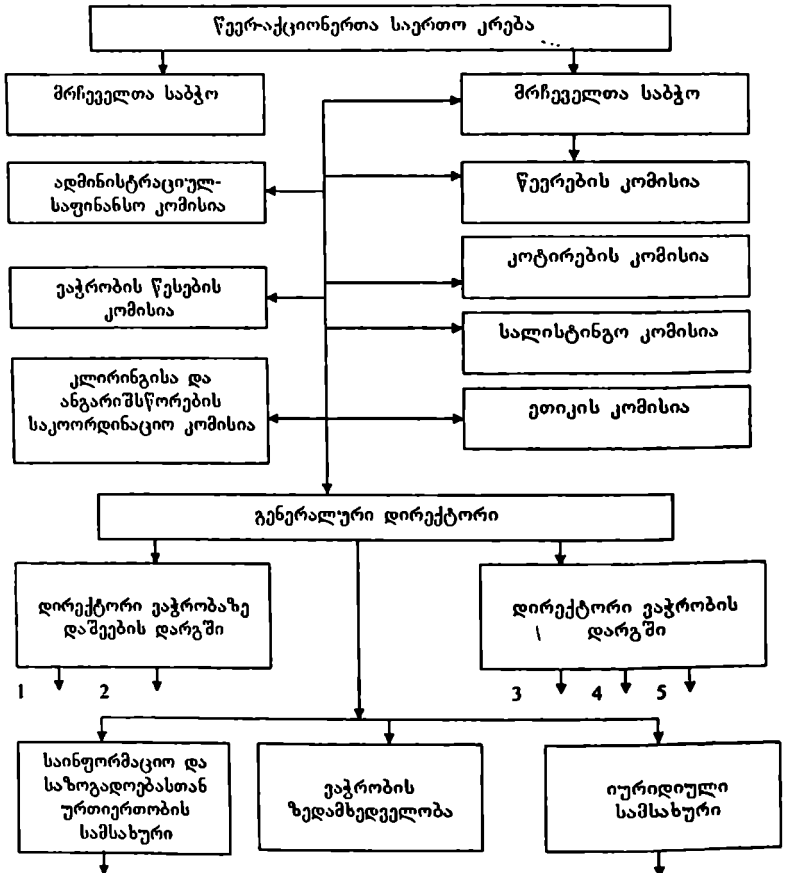 წევრ-აქციონერთა საერთო კრება
მრჩეველთა საბჭო
მრჩეველთა საბჭო
ადმინისტრაციულ-
საფინანსო კომისია
წევრების კომისია
ვაჭრობის წესების
კომისია
კოტირების კომისია
სალისტინგო კომისია
კლირინგისა და
ანგარიშსწორების
საკოორდინაციო კომისია
ეთიკის კომისია
გენერალური დირექტორი
დირექტორი ვაჭრობაზე
დაშვების დარგში
დირექტორი ვაჭრობის
დარგში
1 2
3 4 5
საინფორმაციო და
საზოგადოებასთან
ურთიერთობის
სამსახური
ვაჭრობის
ზედამხედველობა
იურიდიული
სამსახური